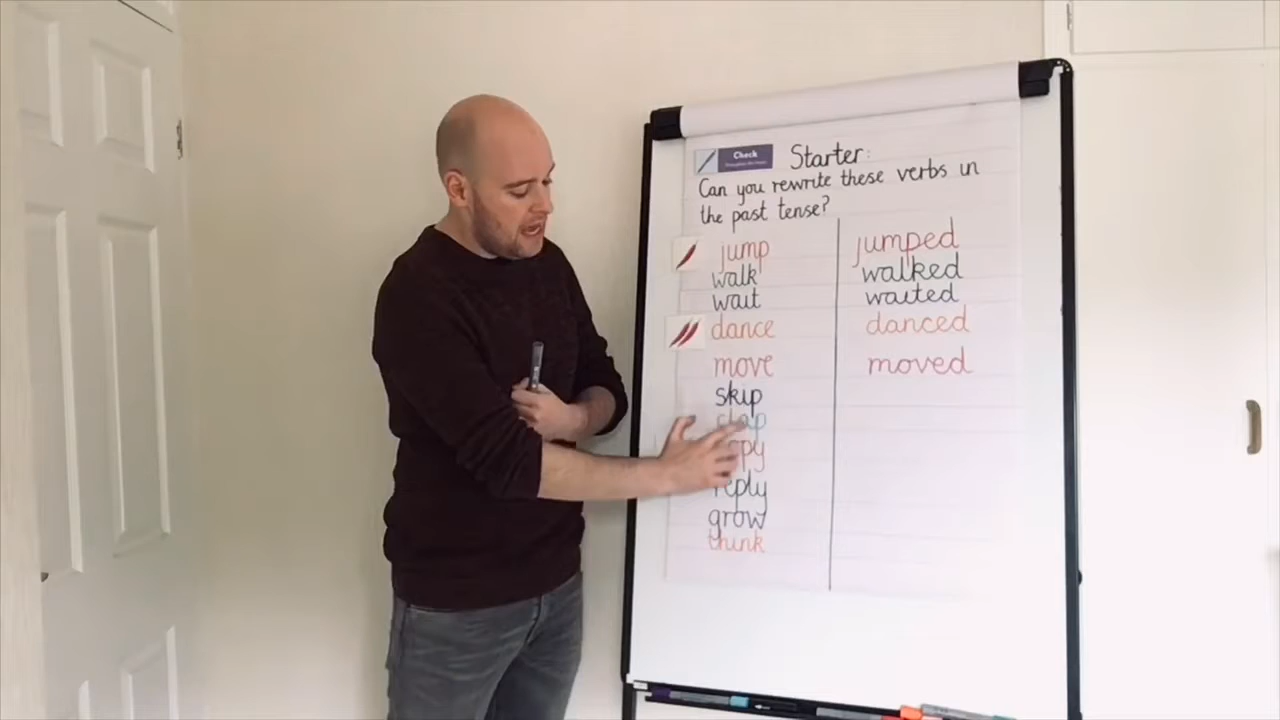 Check
Starter:
Can you rewrite these verbs in
the past tense?
jump jumped
walk walked
wait waited
dance danced
move moved
skip
clap
reply
grow
think